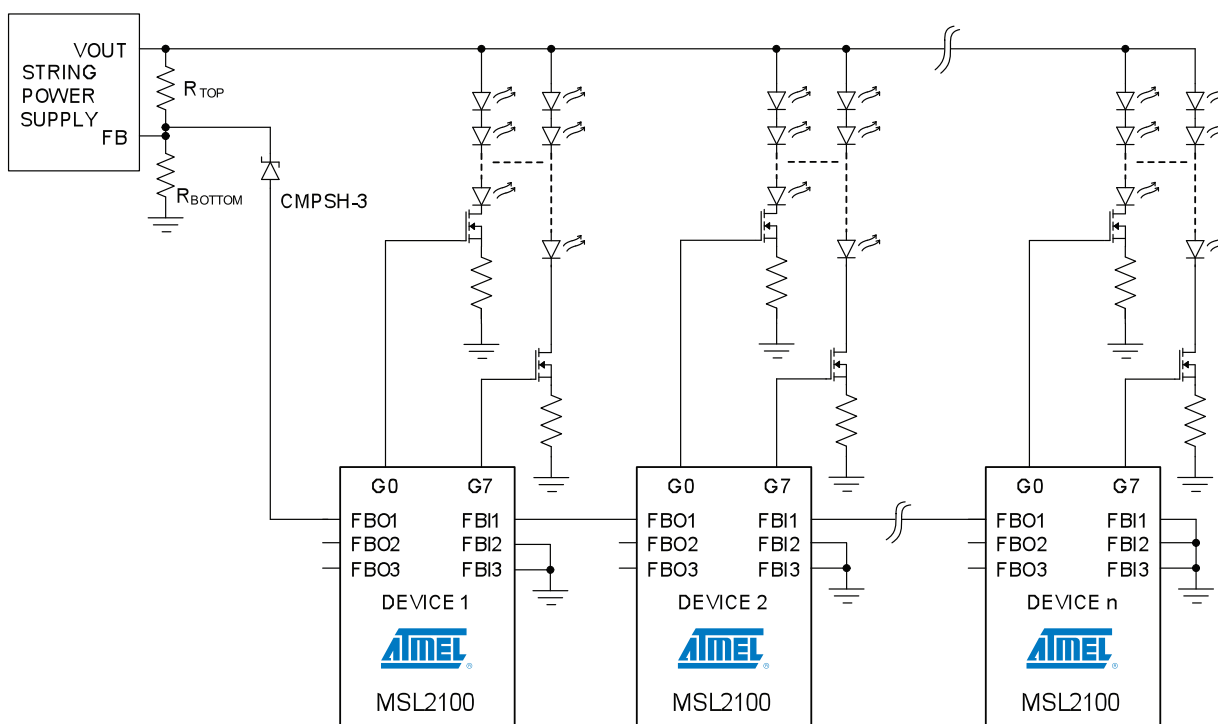 VOUT
STRING
POWER
SUPPLY
FB
RTOP
RBOTTOM
CMPSH-3
G0 G7
FBO1 FBI1
FBO2 FBI2
FBO3 FBI3
DEVICE 1
ATMEL ®
MSL2100
G0 G7
FBO1 FBI1
FBO2 FBI2
FBO3 FBI3
DEVICE 2
ATMEL ®
MSL2100
G0 G7
FBO1 FBI1
FBO2 FBI2
FBO3 FBI3
DEVICE n
ATMEL ®
MSL2100